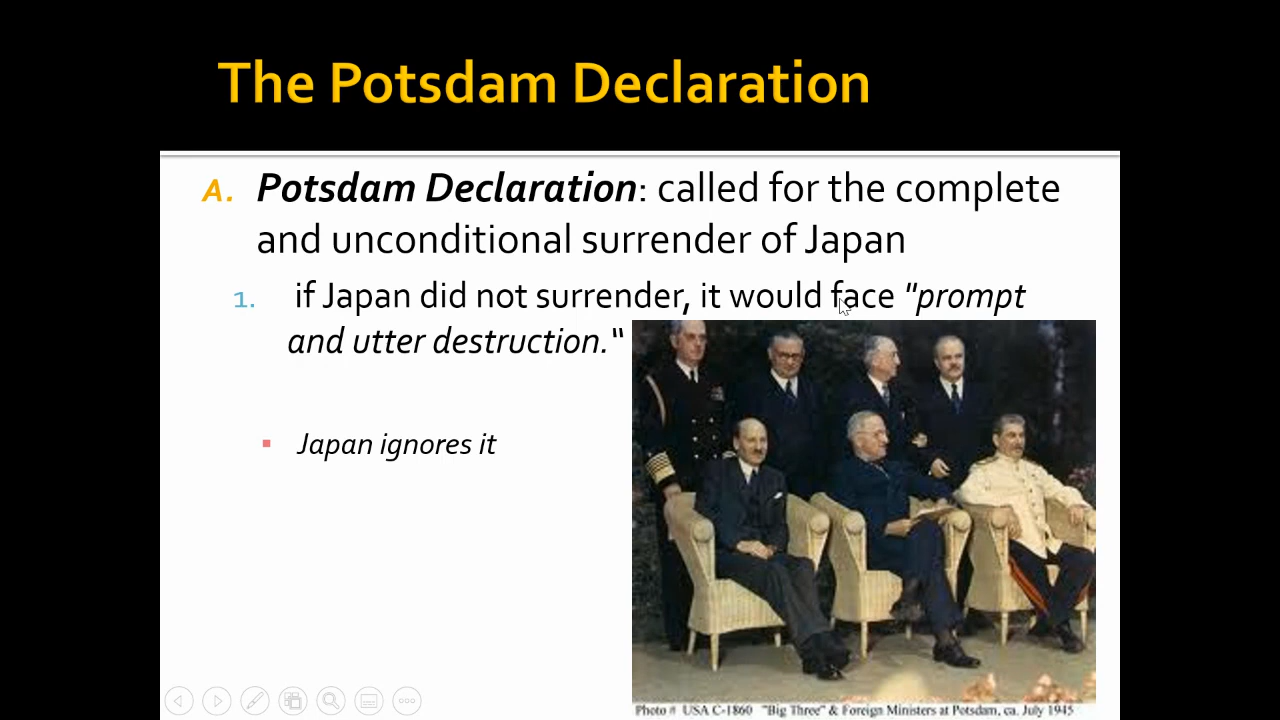 The Potsdam Declaration
A. Potsdam Declaration: called for the complete
and unconditional surrender of Japan
1. if Japan did not surrender, it would face "prompt
and utter destruction.“
▪ Japan ignores it
Photo # USA C-1860 "Big Three" & Foreign Ministers at Potsdam, ca. July 1945